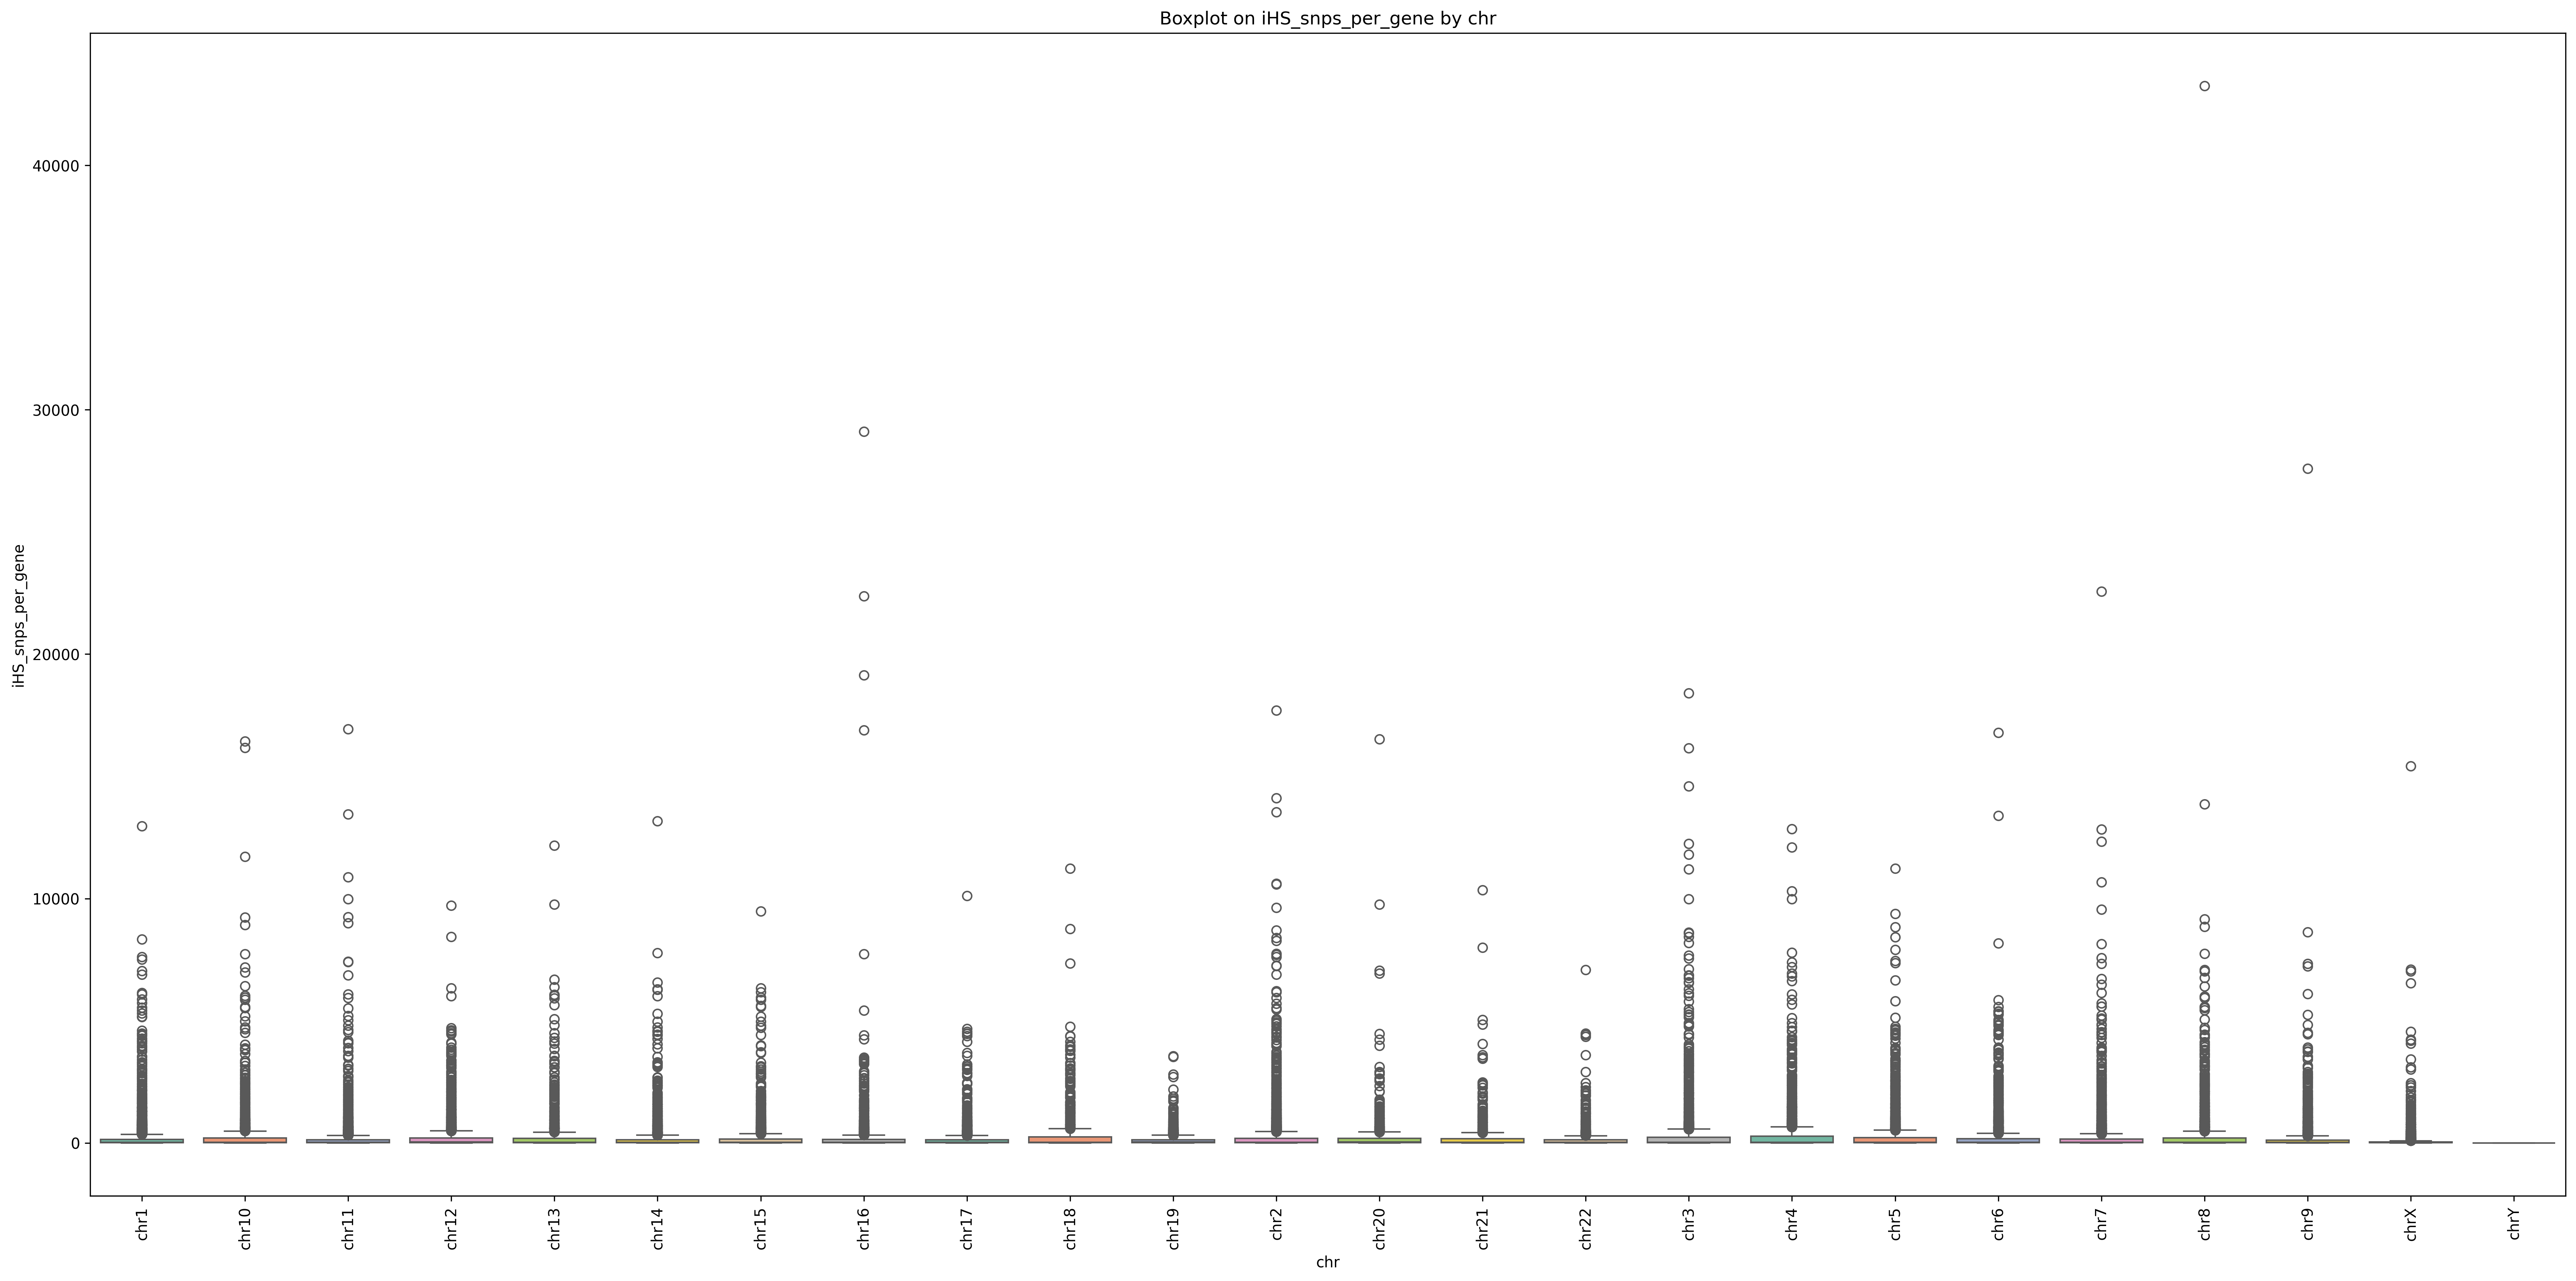 Boxplot on iHS_snps_per_gene by chr
iHS_snps_per_gene
40000
30000
20000
10000
0
chr1
chr10
chr11
chr12
chr13
chr14
chr15
chr16
chr17
chr18
chr19
chr2
chr20
chr21
chr22
chr3
chr4
chr5
chr6
chr7
chr8
chr9
chrX
chrY
chr